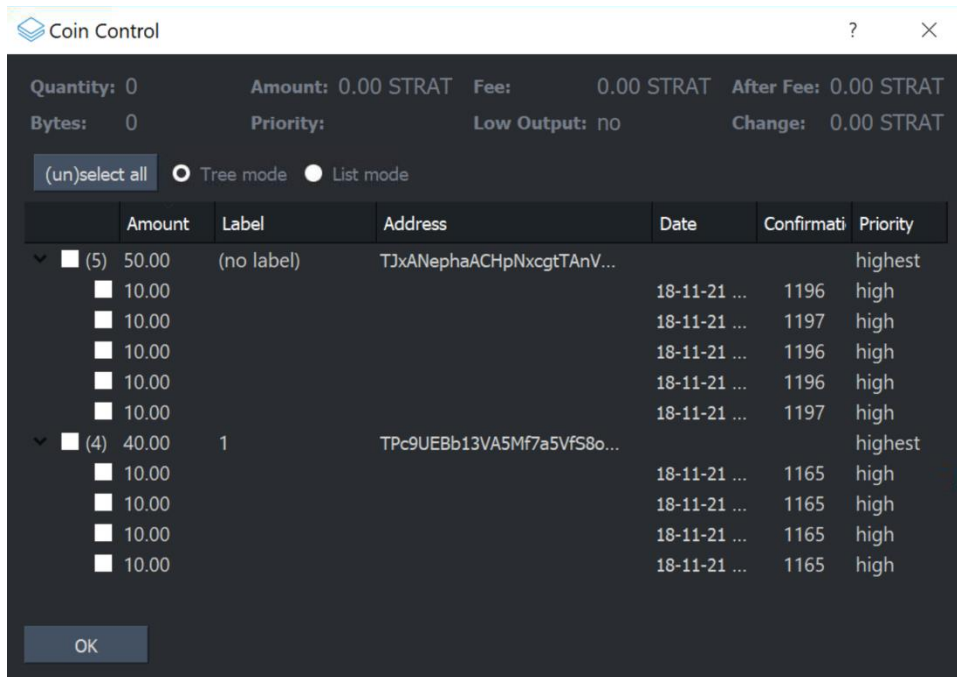 Coin Control ?
Quantity: 0 Amount: 0.00 STRAT Fee: 0.00 STRAT After Fee: 0.00 STRAT
Bytes: 0 Priority: Low Output: no Change: 0.00 STRAT
(un)select all Tree mode List mode
Amount Label Address Date Confirmati Priority
(5) 50.00 (no label) TJxANephaACHpNxcgtTAnV... highest
10.00 18-11-21 ... 1196 high
10.00 18-11-21 ... 1197 high
10.00 18-11-21 ... 1196 high
10.00 18-11-21 ... 1196 high
10.00 18-11-21 ... 1197 high
(4) 40.00 1 TPc9UEBb13VA5Mf7a5VfS8o... highest
10.00 18-11-21 ... 1165 high
10.00 18-11-21 ... 1165 high
10.00 18-11-21 ... 1165 high
10.00 18-11-21 ... 1165 high
OK